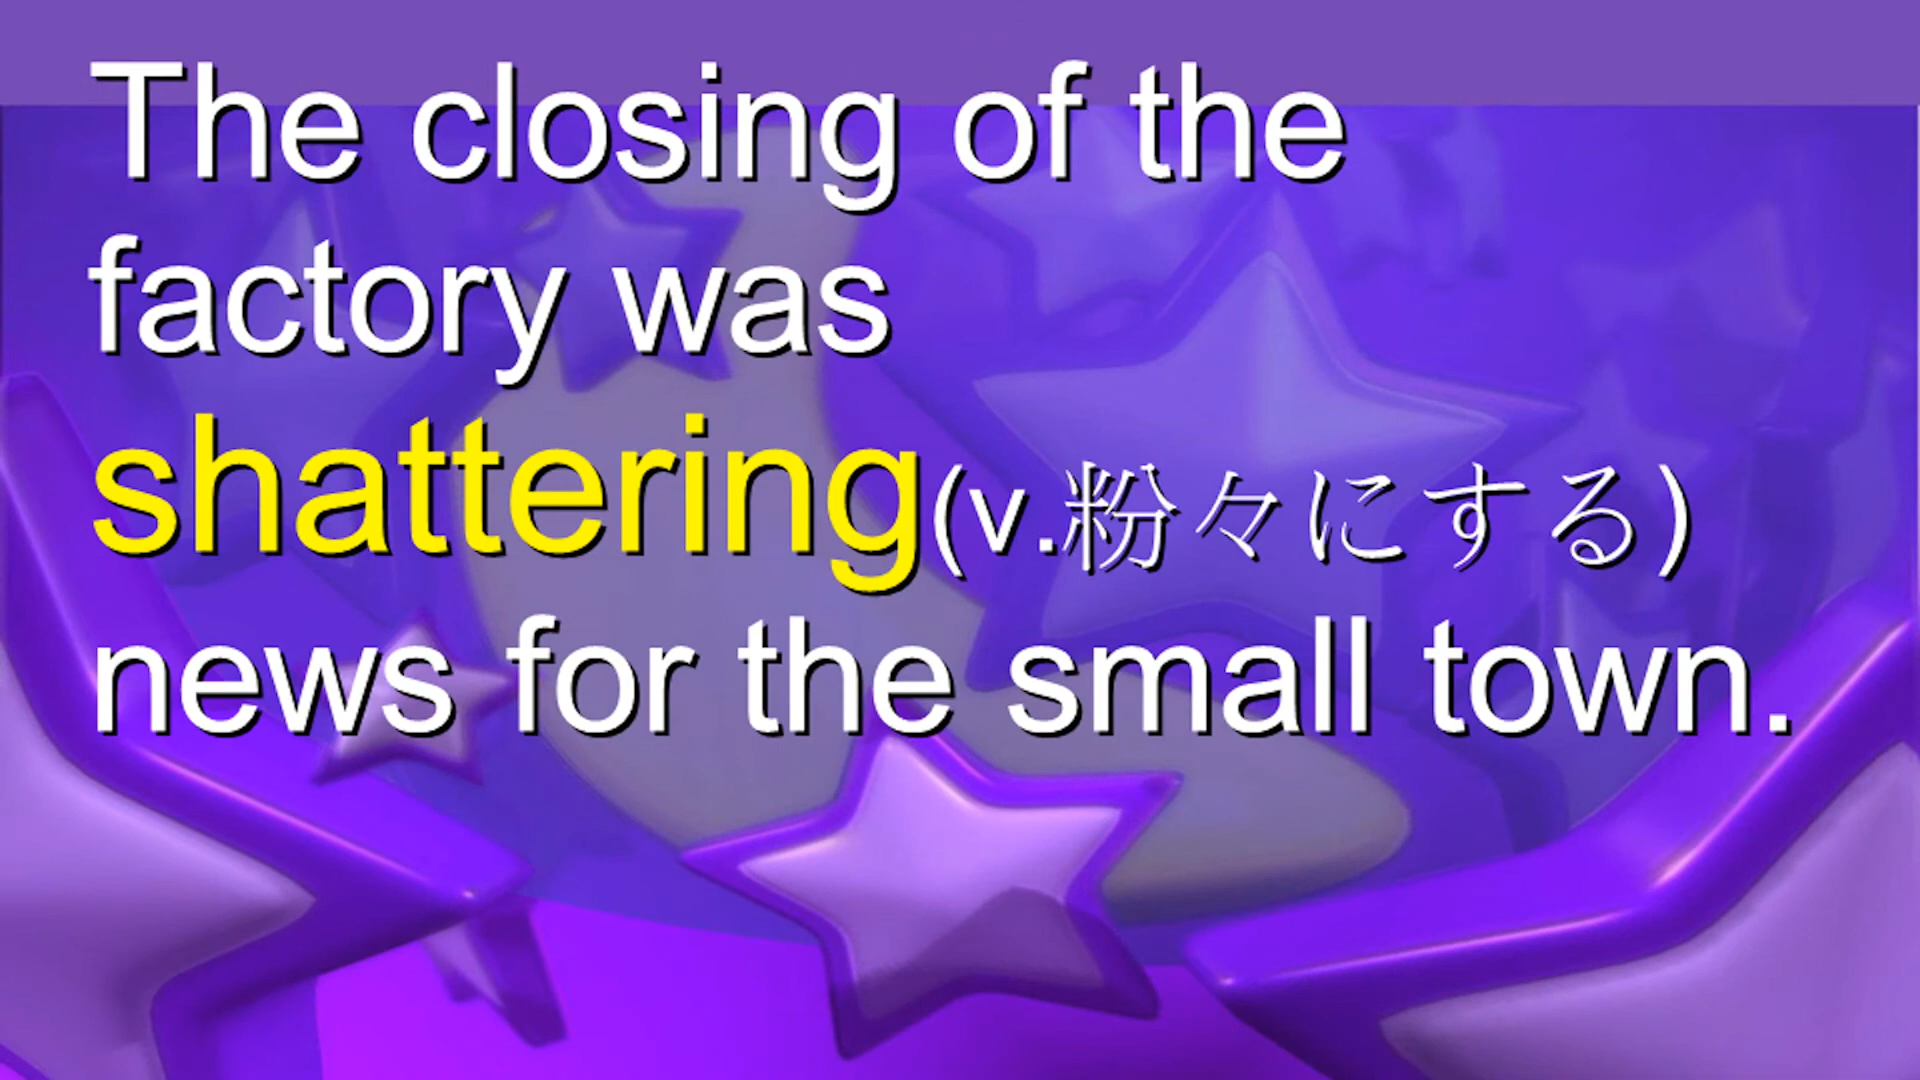 The closing of the
factory was
shattering(v.粉々にする)
news for the small town.